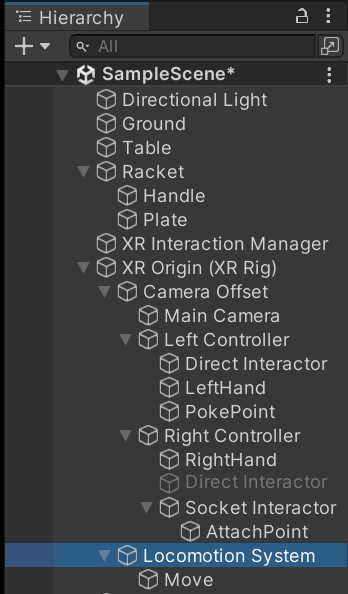 Hierarchy
All
SampleScene*
Directional Light
Ground
Table
Racket
Handle
Plate
XR Interaction Manager
XR Origin (XR Rig)
Camera Offset
Main Camera
Left Controller
Direct Interactor
LeftHand
PokePoint
Right Controller
RightHand
Direct Interactor
Socket Interactor
AttachPoint
Locomotion System
Move